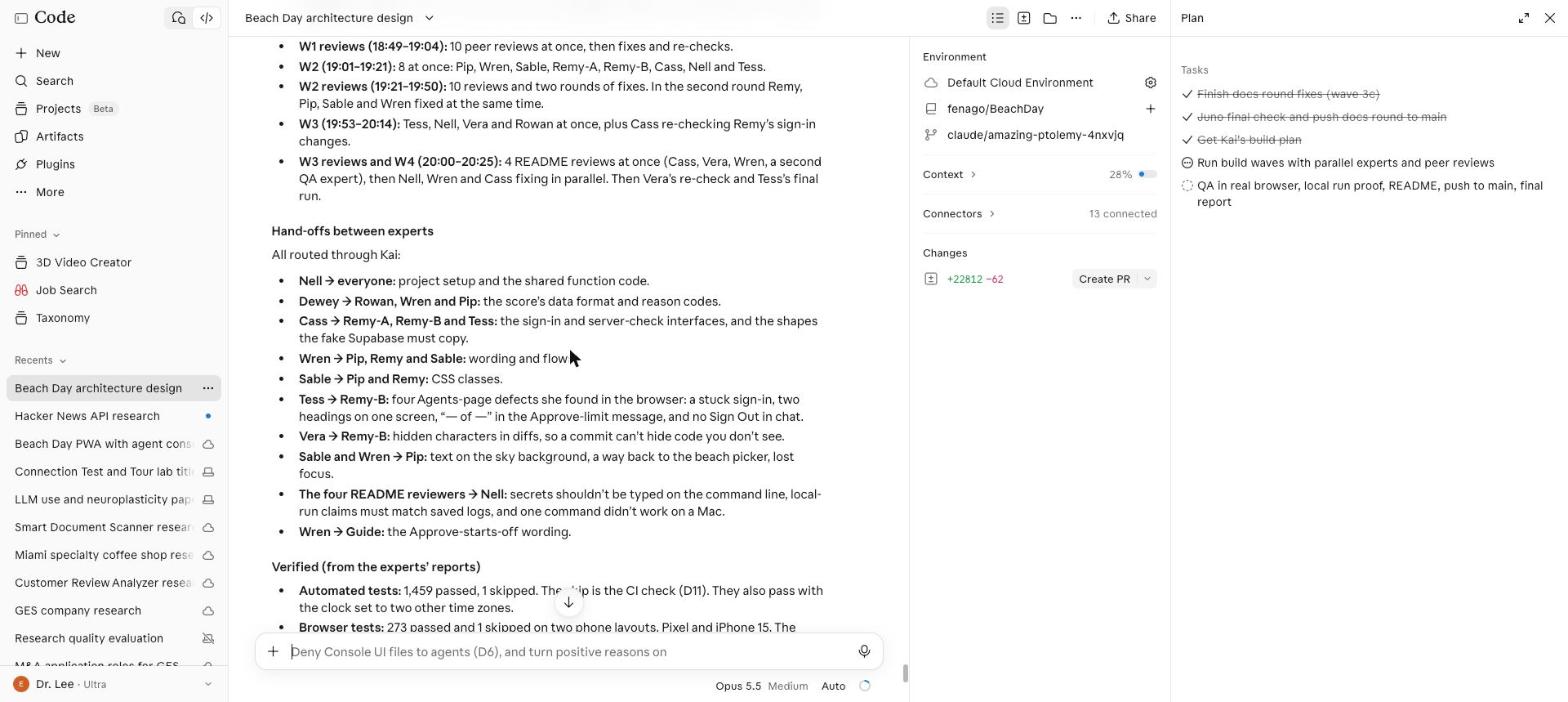 Code
New
Search
Projects Beta
Artifacts
Plugins
More
Pinned
3D Video Creator
Job Search
Taxonomy
Recents
Beach Day architecture design
Hacker News API research
Beach Day PWA with agent cons
Connection Test and Tour lab title
LLM use and neuroplasticity pap
Smart Document Scanner resear
Miami specialty coffee shop rese
Customer Review Analyzer resea
GES company research
Research quality evaluation
M&A application roles for GES
E Dr. Lee · Ultra
Beach Day architecture design
Share
• W1 reviews (18:49–19:04): 10 peer reviews at once, then fixes and re-checks.
• W2 (19:01–19:21): 8 at once: Pip, Wren, Sable, Remy-A, Remy-B, Cass, Nell and Tess.
• W2 reviews (19:21–19:50): 10 reviews and two rounds of fixes. In the second round Remy,
Pip, Sable and Wren fixed at the same time.
• W3 (19:53–20:14): Tess, Nell, Vera and Rowan at once, plus Cass re-checking Remy’s sign-in
changes.
• W3 reviews and W4 (20:00–20:25): 4 README reviews at once (Cass, Vera, Wren, a second
QA expert), then Nell, Wren and Cass fixing in parallel. Then Vera’s re-check and Tess’s final
run.
Hand-offs between experts
All routed through Kai:
• Nell → everyone: project setup and the shared function code.
• Dewey → Rowan, Wren and Pip: the score’s data format and reason codes.
• Cass → Remy-A, Remy-B and Tess: the sign-in and server-check interfaces, and the shapes
the fake Supabase must copy.
• Wren → Pip, Remy and Sable: wording and flow
• Sable → Pip and Remy: CSS classes.
• Tess → Remy-B: four Agents-page defects she found in the browser: a stuck sign-in, two
headings on one screen, “— of —” in the Approve-limit message, and no Sign Out in chat.
• Vera → Remy-B: hidden characters in diffs, so a commit can’t hide code you don’t see.
• Sable and Wren → Pip: text on the sky background, a way back to the beach picker, lost
focus.
• The four README reviewers → Nell: secrets shouldn’t be typed on the command line, local-
run claims must match saved logs, and one command didn’t work on a Mac.
• Wren → Guide: the Approve-starts-off wording.
Verified (from the experts’ reports)
• Automated tests: 1,459 passed, 1 skipped. The skip is the CI check (D11). They also pass with
the clock set to two other time zones.
• Browser tests: 273 passed and 1 skipped on two phone layouts, Pixel and iPhone 15. The
Deny Console UI files to agents (D6), and turn positive reasons on
Opus 5.5 Medium Auto
Environment
Default Cloud Environment
fenago/BeachDay
claude/amazing-ptolemy-4nxvjq
Context 28%
Connectors 13 connected
Changes
+22812 −62 Create PR
Plan
Tasks
Finish docs round fixes (wave 3c)
Juno final check and push docs round to main
Get Kai’s build plan
Run build waves with parallel experts and peer reviews
QA in real browser, local run proof, README, push to main, final
report